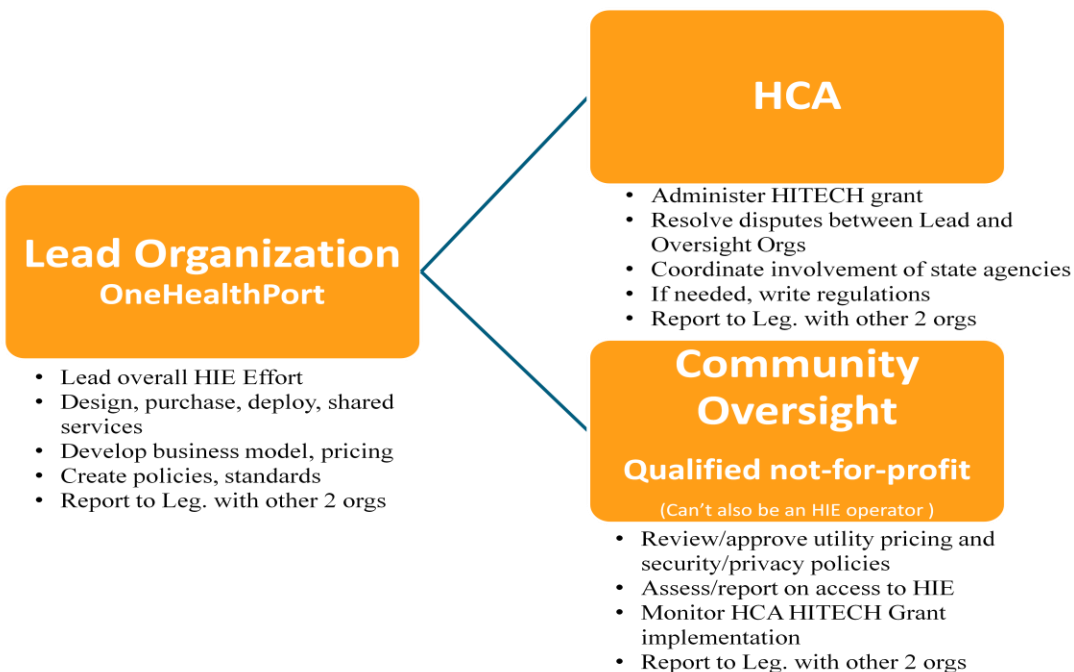 Lead Organization
OneHealthPort
• Lead overall HIE Effort
• Design, purchase, deploy, shared
services
• Develop business model, pricing
• Create policies, standards
• Report to Leg. with other 2 orgs
HCA
• Administer HITECH grant
• Resolve disputes between Lead and
Oversight Orgs
• Coordinate involvement of state agencies
• If needed, write regulations
• Report to Leg. with other 2 orgs
Community
Oversight
Qualified not-for-profit
(Can't also be an HIE operator )
• Review/approve utility pricing and
security/privacy policies
• Assess/report on access to HIE
• Monitor HCA HITECH Grant
implementation
• Report to Leg. with other 2 orgs